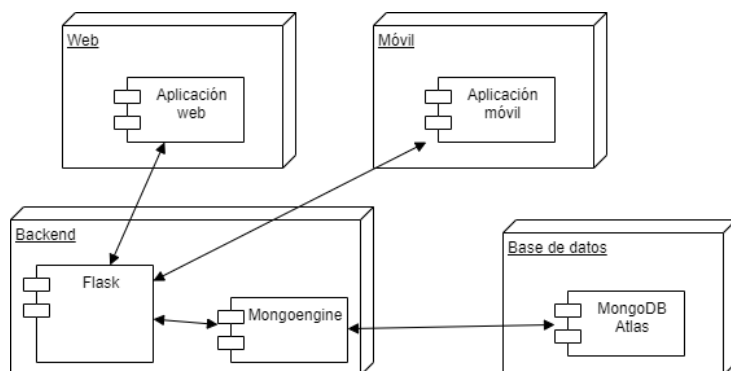 Web
Móvil
Aplicación
web
Aplicación
móvil
Backend
Base de datos
Flask
Mongoengine
MongoDB
Atlas